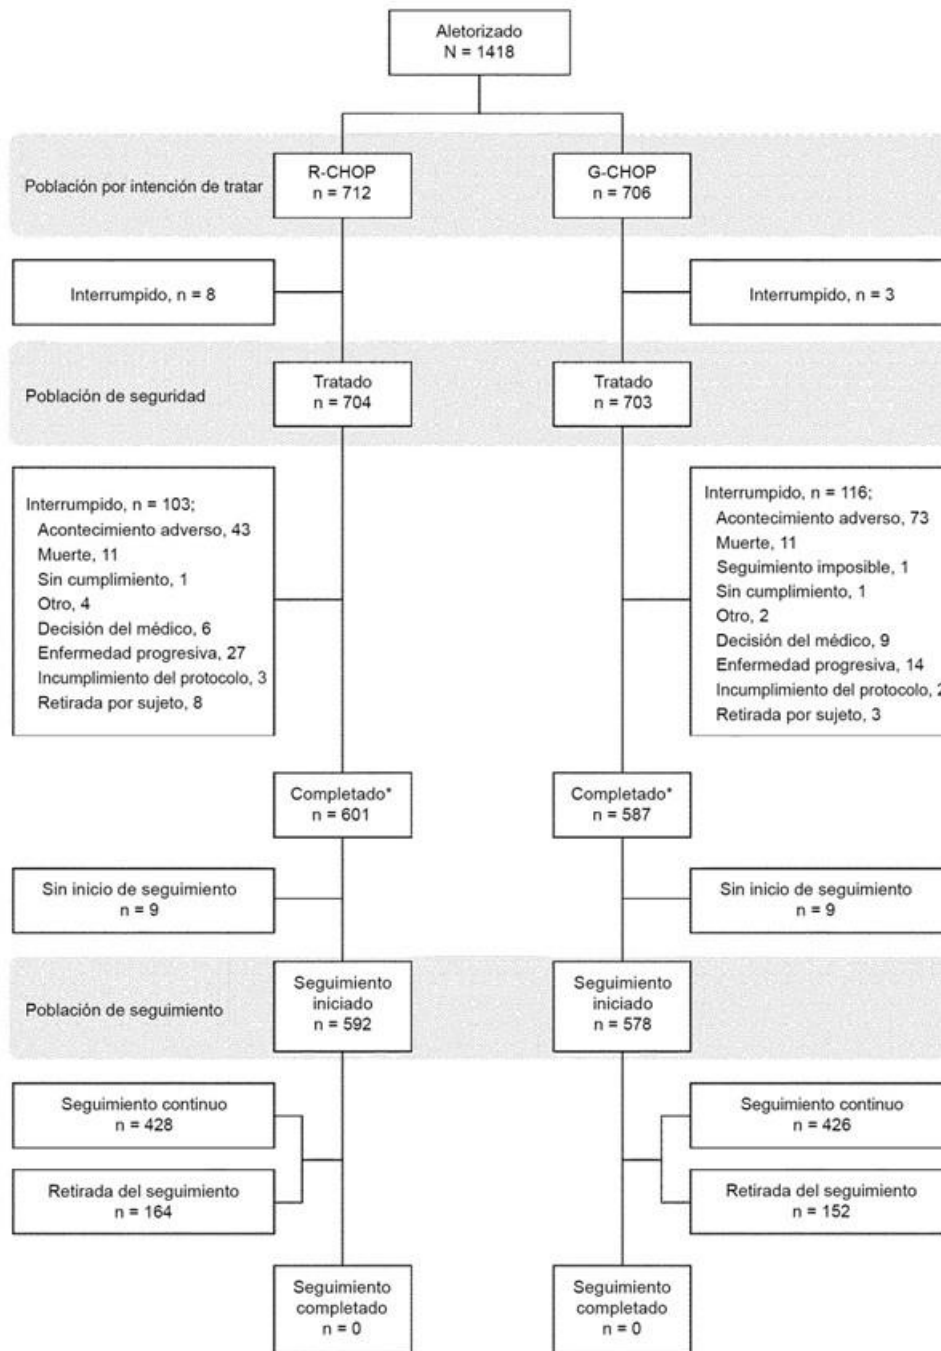 Aletorizado
N = 1418
Población por intención de tratar
R-CHOP
n = 712
G-CHOP
n = 706
Interrumpido, n = 8
Interrumpido, n = 3
Población de seguridad
Tratado
n = 704
Tratado
n = 703
Interrumpido, n = 103;
Acontecimiento adverso, 43
Muerte, 11
Sin cumplimiento, 1
Otro, 4
Decisión del médico, 6
Enfermedad progresiva, 27
Incumplimiento del protocolo, 3
Retirada por sujeto, 8
Interrumpido, n = 116;
Acontecimiento adverso, 73
Muerte, 11
Seguimiento imposible, 1
Sin cumplimiento, 1
Otro, 2
Decisión del médico, 9
Enfermedad progresiva, 14
Incumplimiento del protocolo, 2
Retirada por sujeto, 3
Completado*
n = 601
Completado*
n = 587
Sin inicio de seguimiento
n = 9
Sin inicio de seguimiento
n = 9
Población de seguimiento
Seguimiento
iniciado
n = 592
Seguimiento
iniciado
n = 578
Seguimiento continuo
n = 428
Seguimiento continuo
n = 426
Retirada del seguimiento
n = 164
Retirada del seguimiento
n = 152
Seguimiento
completado
n = 0
Seguimiento
completado
n = 0